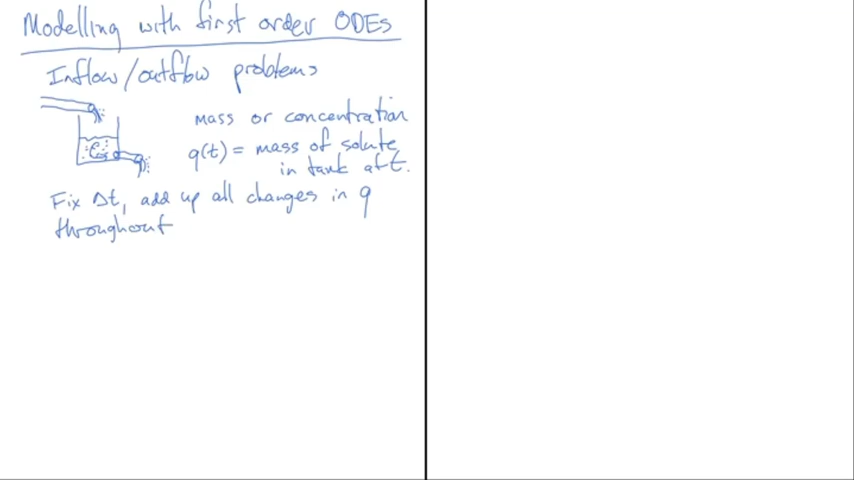 Modelling with first order ODEs
Inflow/outflow problems
mass or concentration
q(t) = mass of solute
in tank at t.
Fix Δt, add up all changes in q
throughout